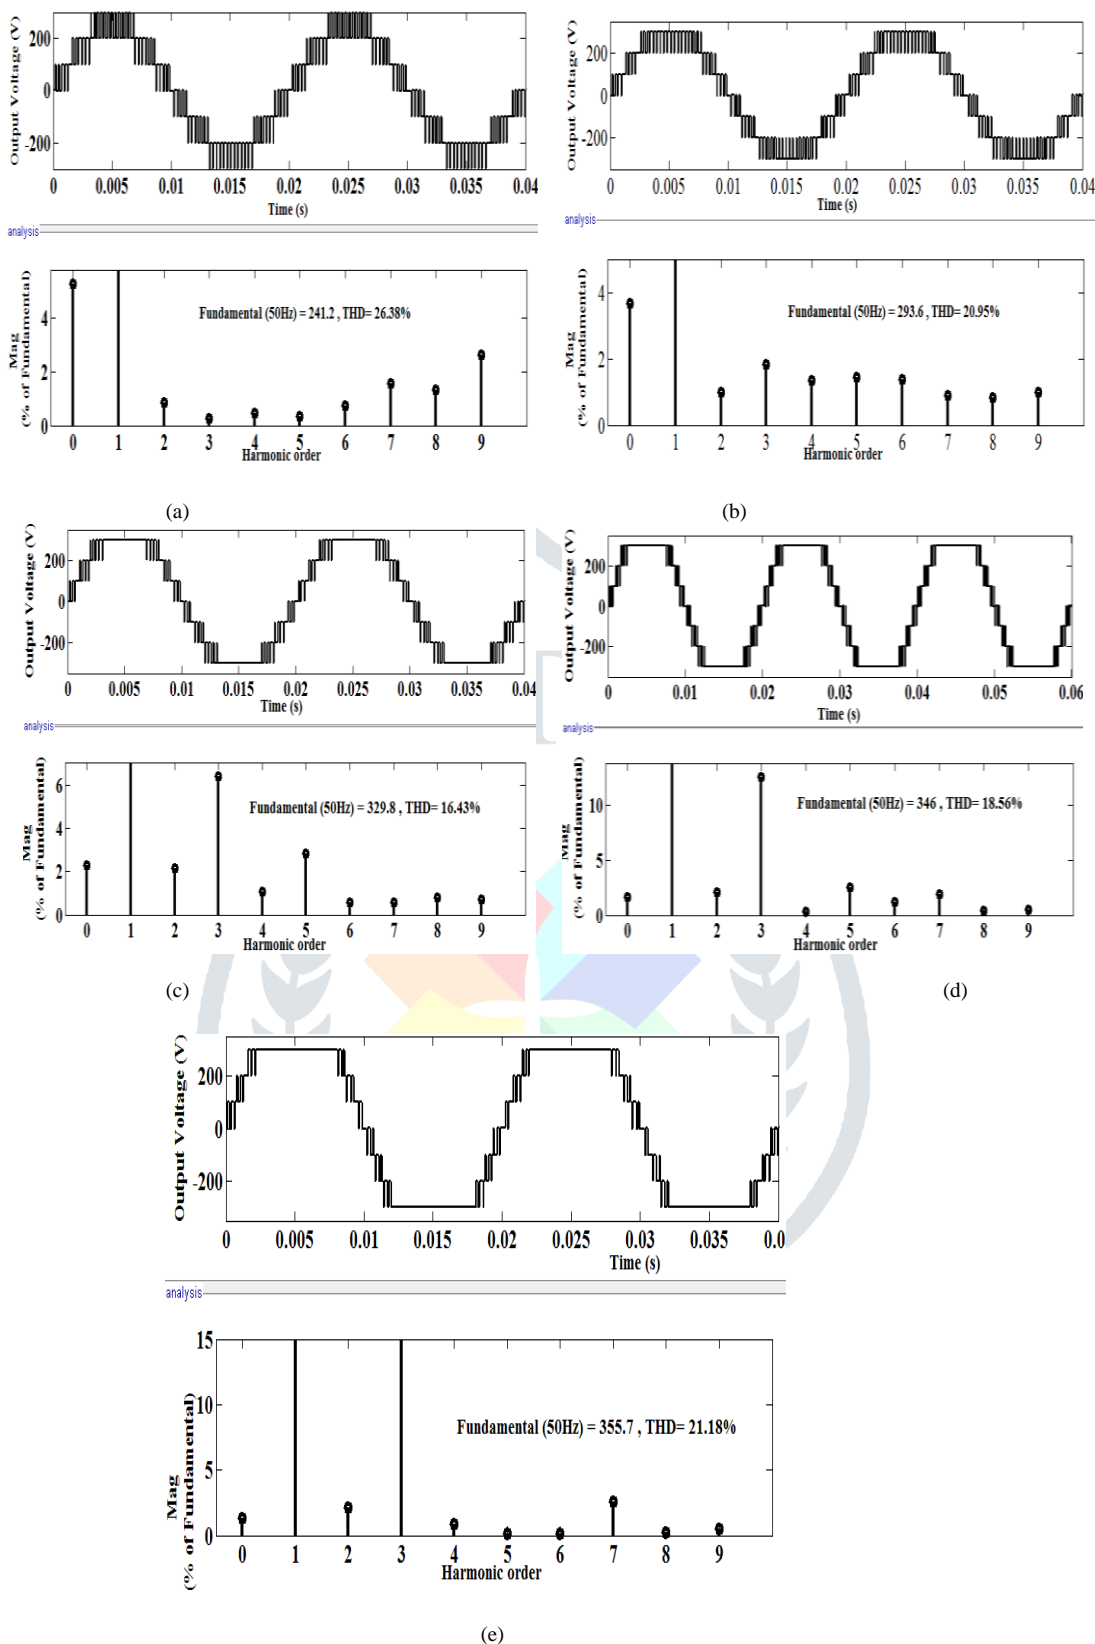 Output Voltage (V)
200
0
-200
0 0.005 0.01 0.015 0.02 0.025 0.03 0.035 0.04
Time (s)
analysis
Mag
(% of Fundamental)
4
2
0
Fundamental (50Hz) = 241.2 , THD= 26.38%
0 1 2 3 4 5 6 7 8 9
Harmonic order
(a)
Output Voltage (V)
200
0
-200
0 0.005 0.01 0.015 0.02 0.025 0.03 0.035 0.04
Time (s)
analysis
Mag
(% of Fundamental)
4
2
0
Fundamental (50Hz) = 293.6 , THD= 20.95%
0 1 2 3 4 5 6 7 8 9
Harmonic order
(b)
Output Voltage (V)
200
0
-200
0 0.005 0.01 0.015 0.02 0.025 0.03 0.035 0.04
Time (s)
analysis
Mag
(% of Fundamental)
6
4
2
0
Fundamental (50Hz) = 329.8 , THD= 16.43%
0 1 2 3 4 5 6 7 8 9
Harmonic order
(c)
Output Voltage (V)
200
0
-200
0 0.01 0.02 0.03 0.04 0.05 0.06
Time (s)
analysis
Mag
(% of Fundamental)
10
5
0
Fundamental (50Hz) = 346 , THD= 18.56%
0 1 2 3 4 5 6 7 8 9
Harmonic order
(d)
Output Voltage (V)
200
0
-200
0 0.005 0.01 0.015 0.02 0.025 0.03 0.035 0.0
Time (s)
analysis
Mag
(% of Fundamental)
15
10
5
0
Fundamental (50Hz) = 355.7 , THD= 21.18%
0 1 2 3 4 5 6 7 8 9
Harmonic order
(e)